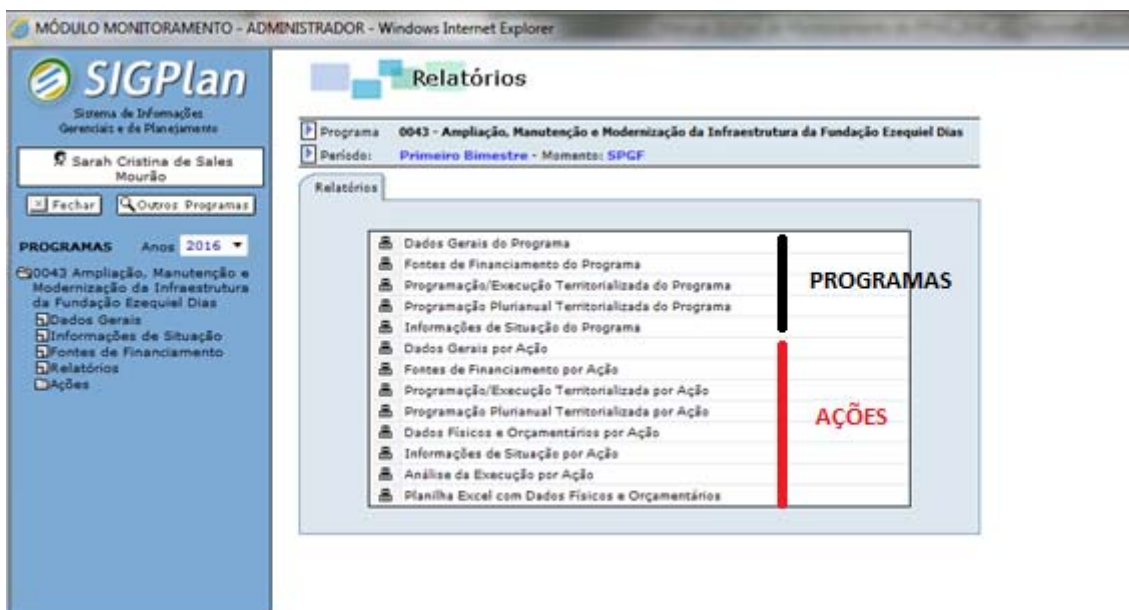 MÓDULO MONITORAMENTO - ADMINISTRADOR - Windows Internet Explorer
SIGPlan
Sistema de Informações
Gerenciais e de Planejamento
Sarah Cristina de Sales
Mourão
Fechar
Outros Programas
PROGRAMAS Anos 2016
0043 Ampliação, Manutenção e
Modernização da Infraestrutura
da Fundação Ezequiel Dias
Dados Gerais
Informações de Situação
Fontes de Financiamento
Relatórios
Ações
Relatórios
Programa 0043 - Ampliação, Manutenção e Modernização da Infraestrutura da Fundação Ezequiel Dias
Período: Primeiro Bimestre - Momento: SPGF
Relatórios
Dados Gerais do Programa
Fontes de Financiamento do Programa
Programação/Execução Territorializada do Programa
Programação Plurianual Territorializada do Programa
Informações de Situação do Programa
Dados Gerais por Ação
Fontes de Financiamento por Ação
Programação/Execução Territorializada por Ação
Programação Plurianual Territorializada por Ação
Dados Físicos e Orçamentários por Ação
Informações de Situação por Ação
Análise da Execução por Ação
Planilha Excel com Dados Físicos e Orçamentários
PROGRAMAS
AÇÕES